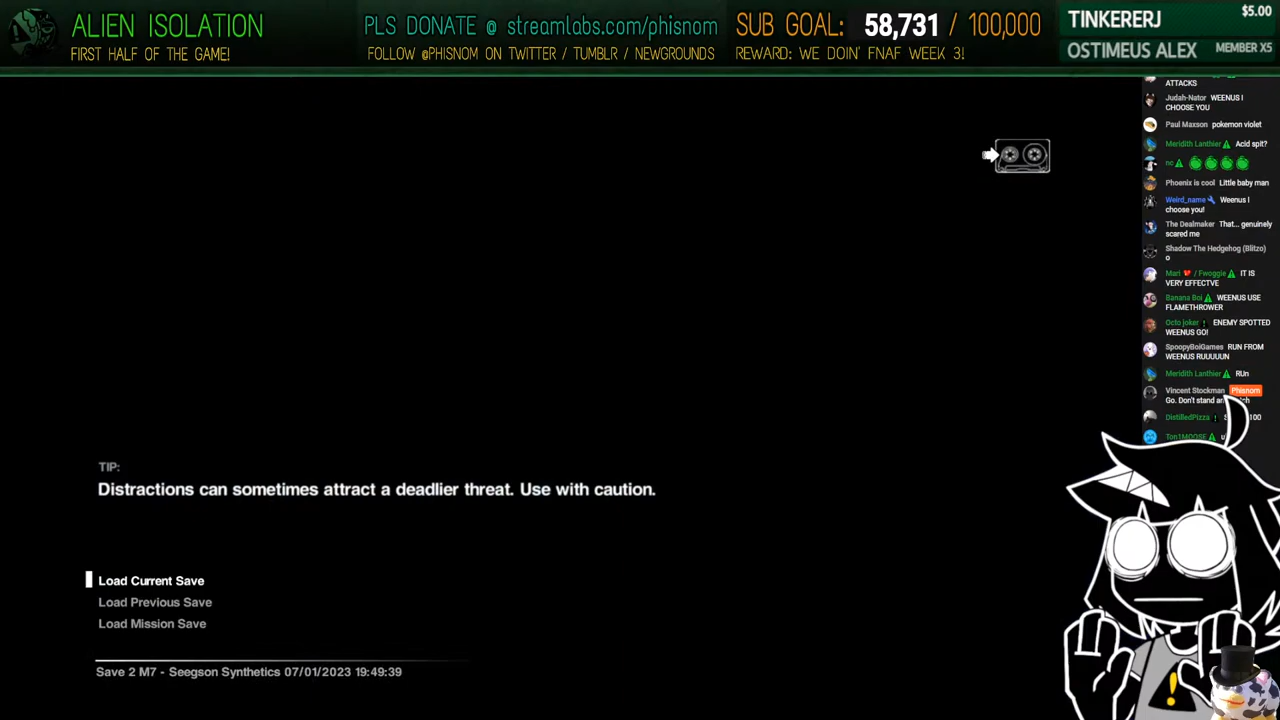 ALIEN ISOLATION
FIRST HALF OF THE GAME!
PLS DONATE @ streamlabs.com/phisnom
FOLLOW @PHISNOM ON TWITTER / TUMBLR / NEWGROUNDS
SUB GOAL: 58,731 / 100,000
REWARD: WE DOIN' FNAF WEEK 3!
TINKERERJ $5.00
OSTIMEUS ALEX MEMBER X5
ATTACKS
Judah-Nator WEENUS I
CHOOSE YOU
Paul Maxson pokemon violet
Meridith Lanthier Acid spit?
nc
Phoenix is cool Little baby man
Weird_name Weenus I
choose you!
The Dealmaker That... genuinely
scared me
Shadow The Hedgehog (Blitzo)
o
Mari / Fwoggie IT IS
VERY EFFECTVE
Banana Boi WEENUS USE
FLAMETHROWER
Octo joker ENEMY SPOTTED
WEENUS GO!
SpoopyBoiGames RUN FROM
WEENUS RUUUUUN
Meridith Lanthier RUn
Vincent Stockman Phisnom
Go. Don't stand
DistilledPizza 100
Ton1MOOSE
TIP:
Distractions can sometimes attract a deadlier threat. Use with caution.
Load Current Save
Load Previous Save
Load Mission Save
Save 2 M7 - Seegson Synthetics 07/01/2023 19:49:39